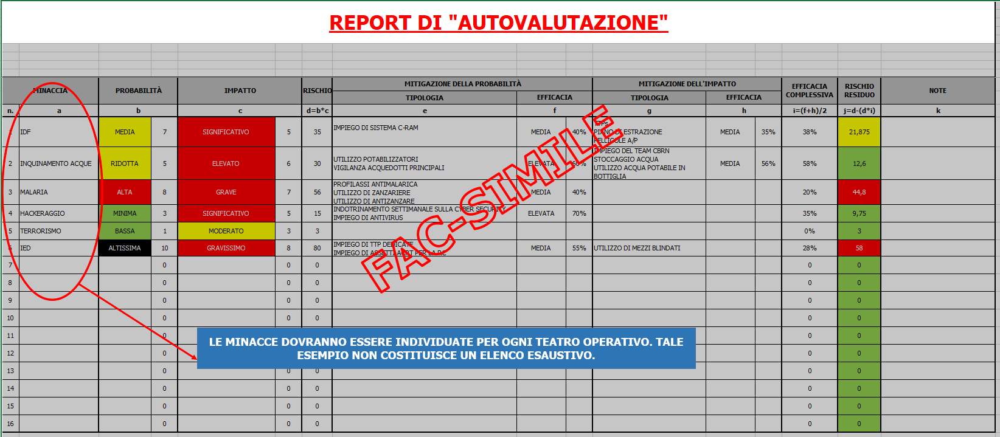 REPORT DI "AUTOVALUTAZIONE"
MINACCIA PROBABILITÀ IMPATTO RISCHIO MITIGAZIONE DELLA PROBABILITÀ MITIGAZIONE DELL'IMPATTO EFFICACIA COMPLESSIVA RISCHIO RESIDUO NOTE
TIPOLOGIA EFFICACIA TIPOLOGIA EFFICACIA
n. a b c d=b*c e f g h i=(f+h)/2 j=d-(d*i) k
1 IDF MEDIA 7 SIGNIFICATIVO 5 35 IMPIEGO DI SISTEMA C-RAM MEDIA 40% TTPs
PIANO DI ESTRAZIONE
PELLICOLE A/P MEDIA 35% 38% 21,875
2 INQUINAMENTO ACQUE RIDOTTA 5 ELEVATO 6 30 UTILIZZO POTABILIZZATORI
VIGILANZA ACQUEDOTTI PRINCIPALI ELEVATA 60% IMPIEGO DEL TEAM CBRN
STOCCAGGIO ACQUA
UTILIZZO ACQUA POTABILE IN
BOTTIGLIA MEDIA 56% 58% 12,6
3 MALARIA ALTA 8 GRAVE 7 56 PROFILASSI ANTIMALARICA
UTILIZZO DI ZANZARIERE
UTILIZZO DI ANTIZANZARE MEDIA 40% 20% 44,8
4 HACKERAGGIO MINIMA 3 SIGNIFICATIVO 5 15 INDOTRINAMENTO SETTIMANALE SULLA CYBER SECURITY
IMPIEGO DI ANTIVIRUS ELEVATA 70% 35% 9,75
5 TERRORISMO BASSA 1 MODERATO 3 3 0% 3
6 IED ALTISSIMA 10 GRAVISSIMO 8 80 IMPIEGO DI TTP DEDICATE
IMPIEGO DI ASSETTI PER LA MEDIA 55% UTILIZZO DI MEZZI BLINDATI 28% 58
7 0 0 0 0 0
8 0 0 0 0 0
9 0 0 0 0 0
10 0 0 0 0 0
11 0 0 0
LE MINACCE DOVRANNO ESSERE INDIVIDUATE PER OGNI TEATRO OPERATIVO. TALE
ESEMPIO NON COSTITUISCE UN ELENCO ESAUSTIVO.
12 0 0 0
13 0 0 0 0 0
14 0 0 0 0 0
15 0 0 0 0 0
16 0 0 0 0 0
FAC-SIMILE